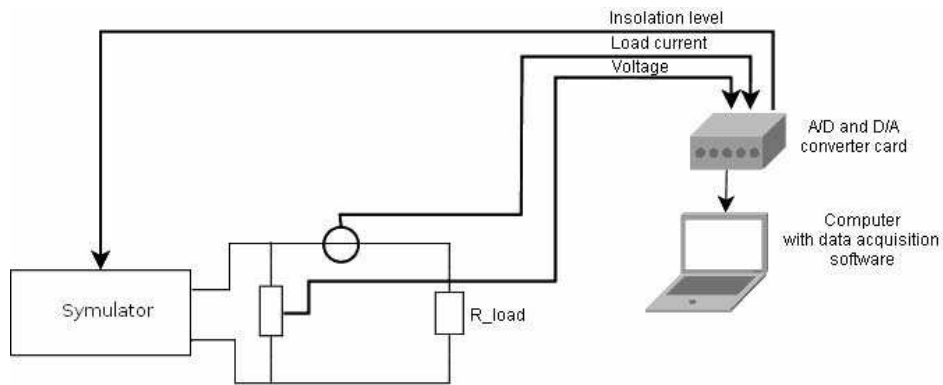 Insolation level
Load current
Voltage
A/D and D/A
converter card
Computer
with data acquisition
software
Symulator
R_load